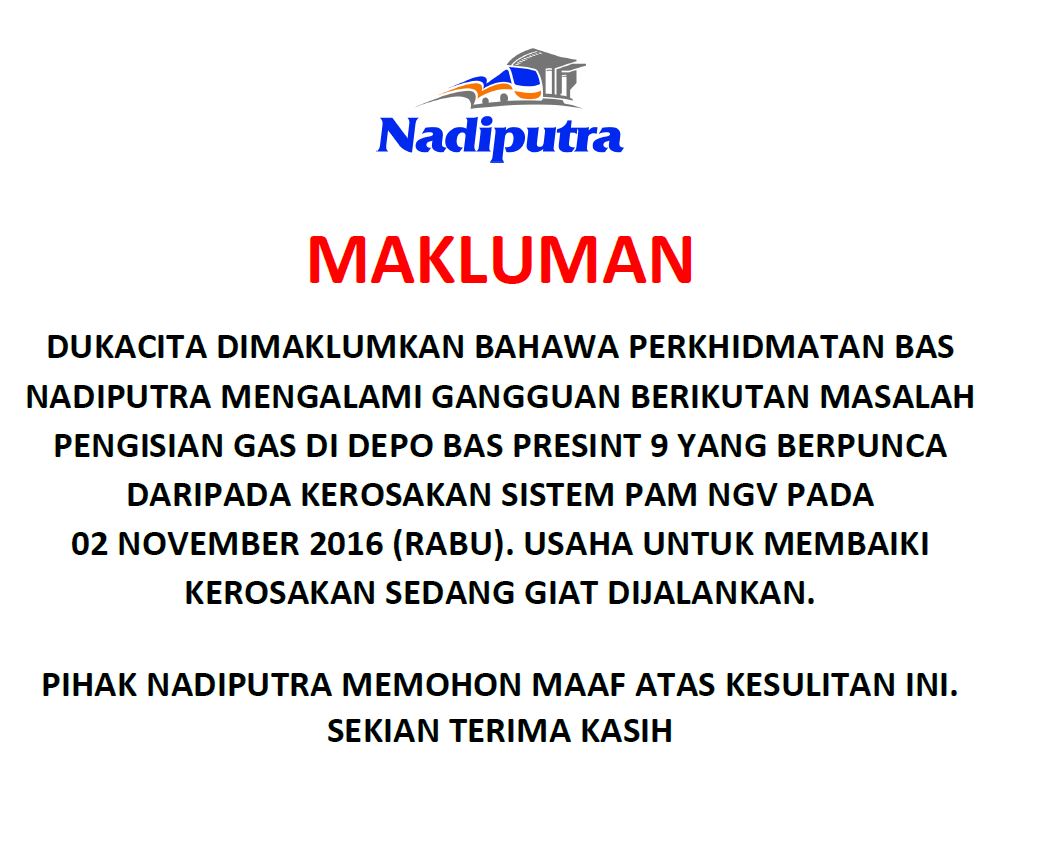 Nadiputra
MAKLUMAN
DUKACITA DIMAKLUMKAN BAHAWA PERKHIDMATAN BAS
NADIPUTRA MENGALAMI GANGGUAN BERIKUTAN MASALAH
PENGISIAN GAS DI DEPO BAS PRESINT 9 YANG BERPUNCA
DARIPADA KEROSAKAN SISTEM PAM NGV PADA
02 NOVEMBER 2016 (RABU). USAHA UNTUK MEMBAIKI
KEROSAKAN SEDANG GIAT DIJALANKAN.
PIHAK NADIPUTRA MEMOHON MAAF ATAS KESULITAN INI.
SEKIAN TERIMA KASIH